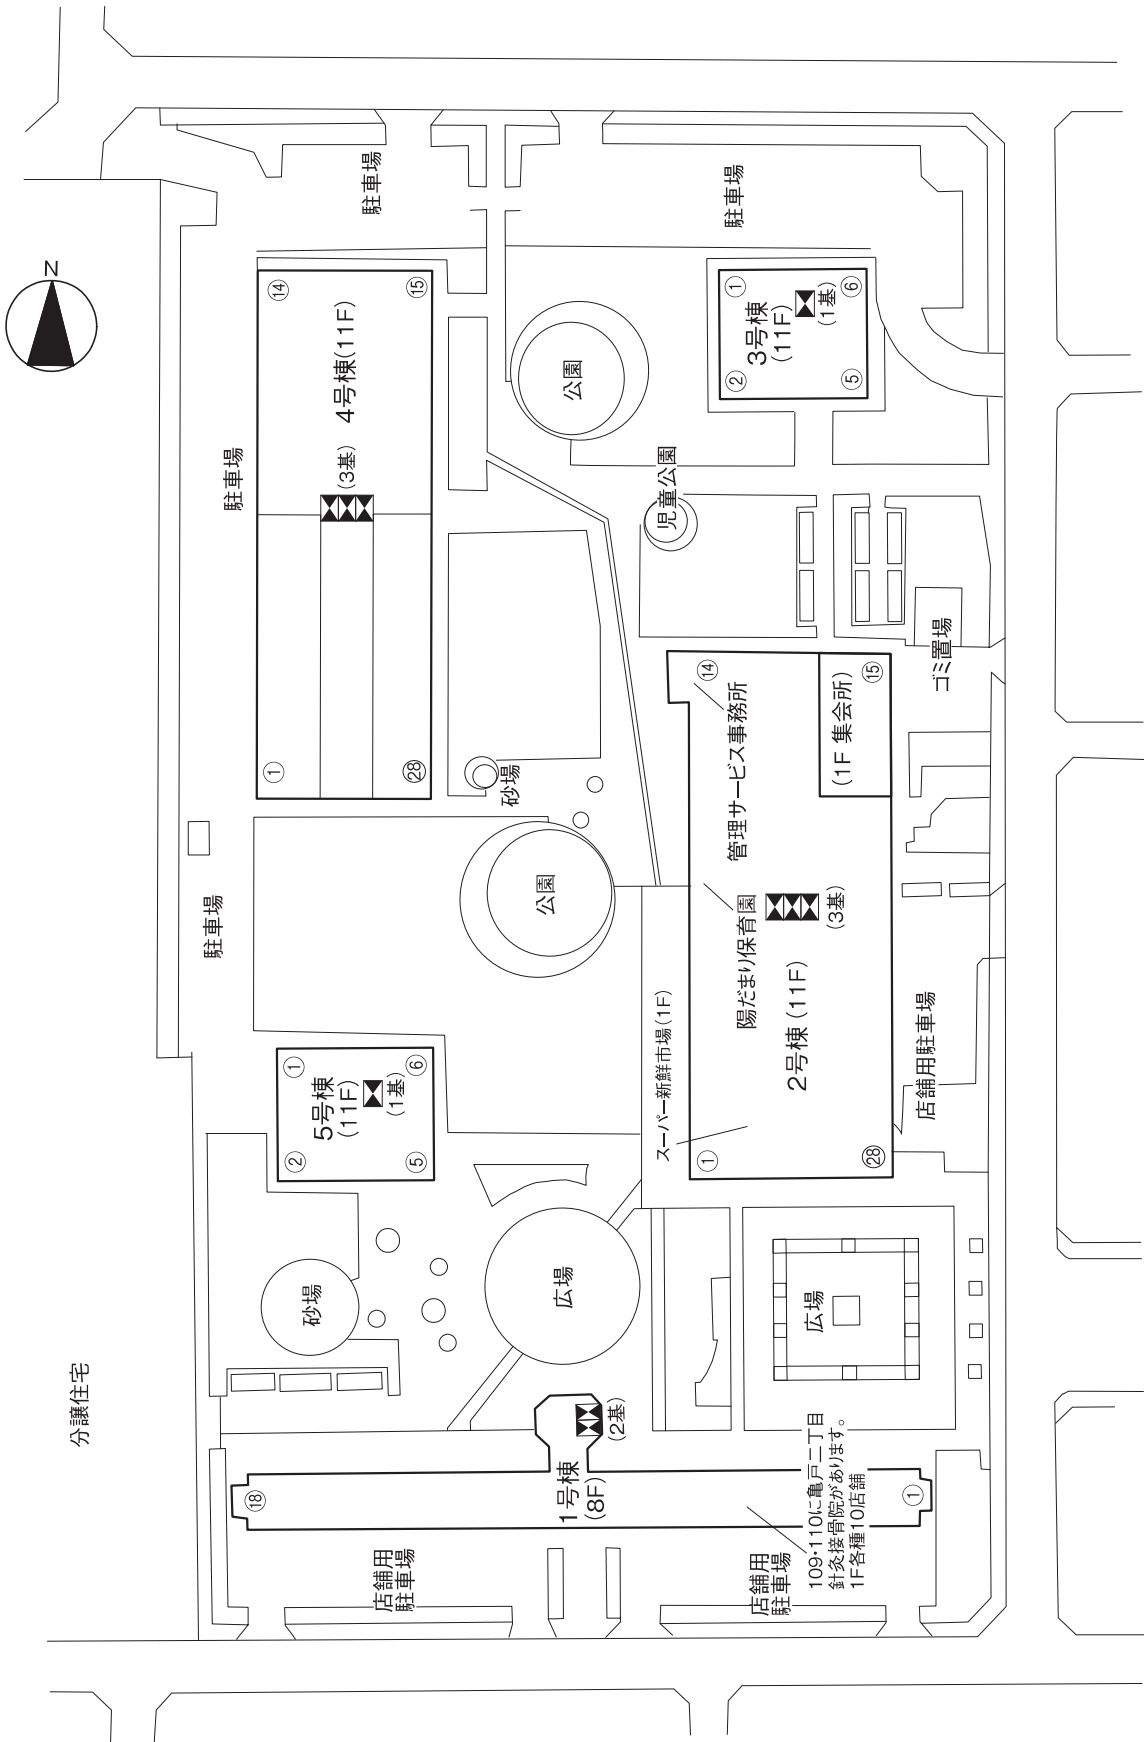 N
駐車場
駐車場
⑭
⑮
4号棟(11F)
(3基)
①
㉘
駐車場
公園
①
⑥
3号棟
(11F)
(1基)
②
⑤
児童公園
ゴミ置場
砂場
公園
駐車場
⑭
⑮
管理サービス事務所
(1F 集会所)
陽だまり保育園
(3基)
2号棟(11F)
スーパー新鮮市場(1F)
①
㉘
店舗用駐車場
①
⑥
5号棟
(11F)
(1基)
②
⑤
砂場
広場
広場
分譲住宅
(2基)
1号棟
(8F)
⑱
①
109・110に亀戸二丁目
針灸接骨院があります。
1F各種10店舗
店舗用
駐車場
店舗用
駐車場